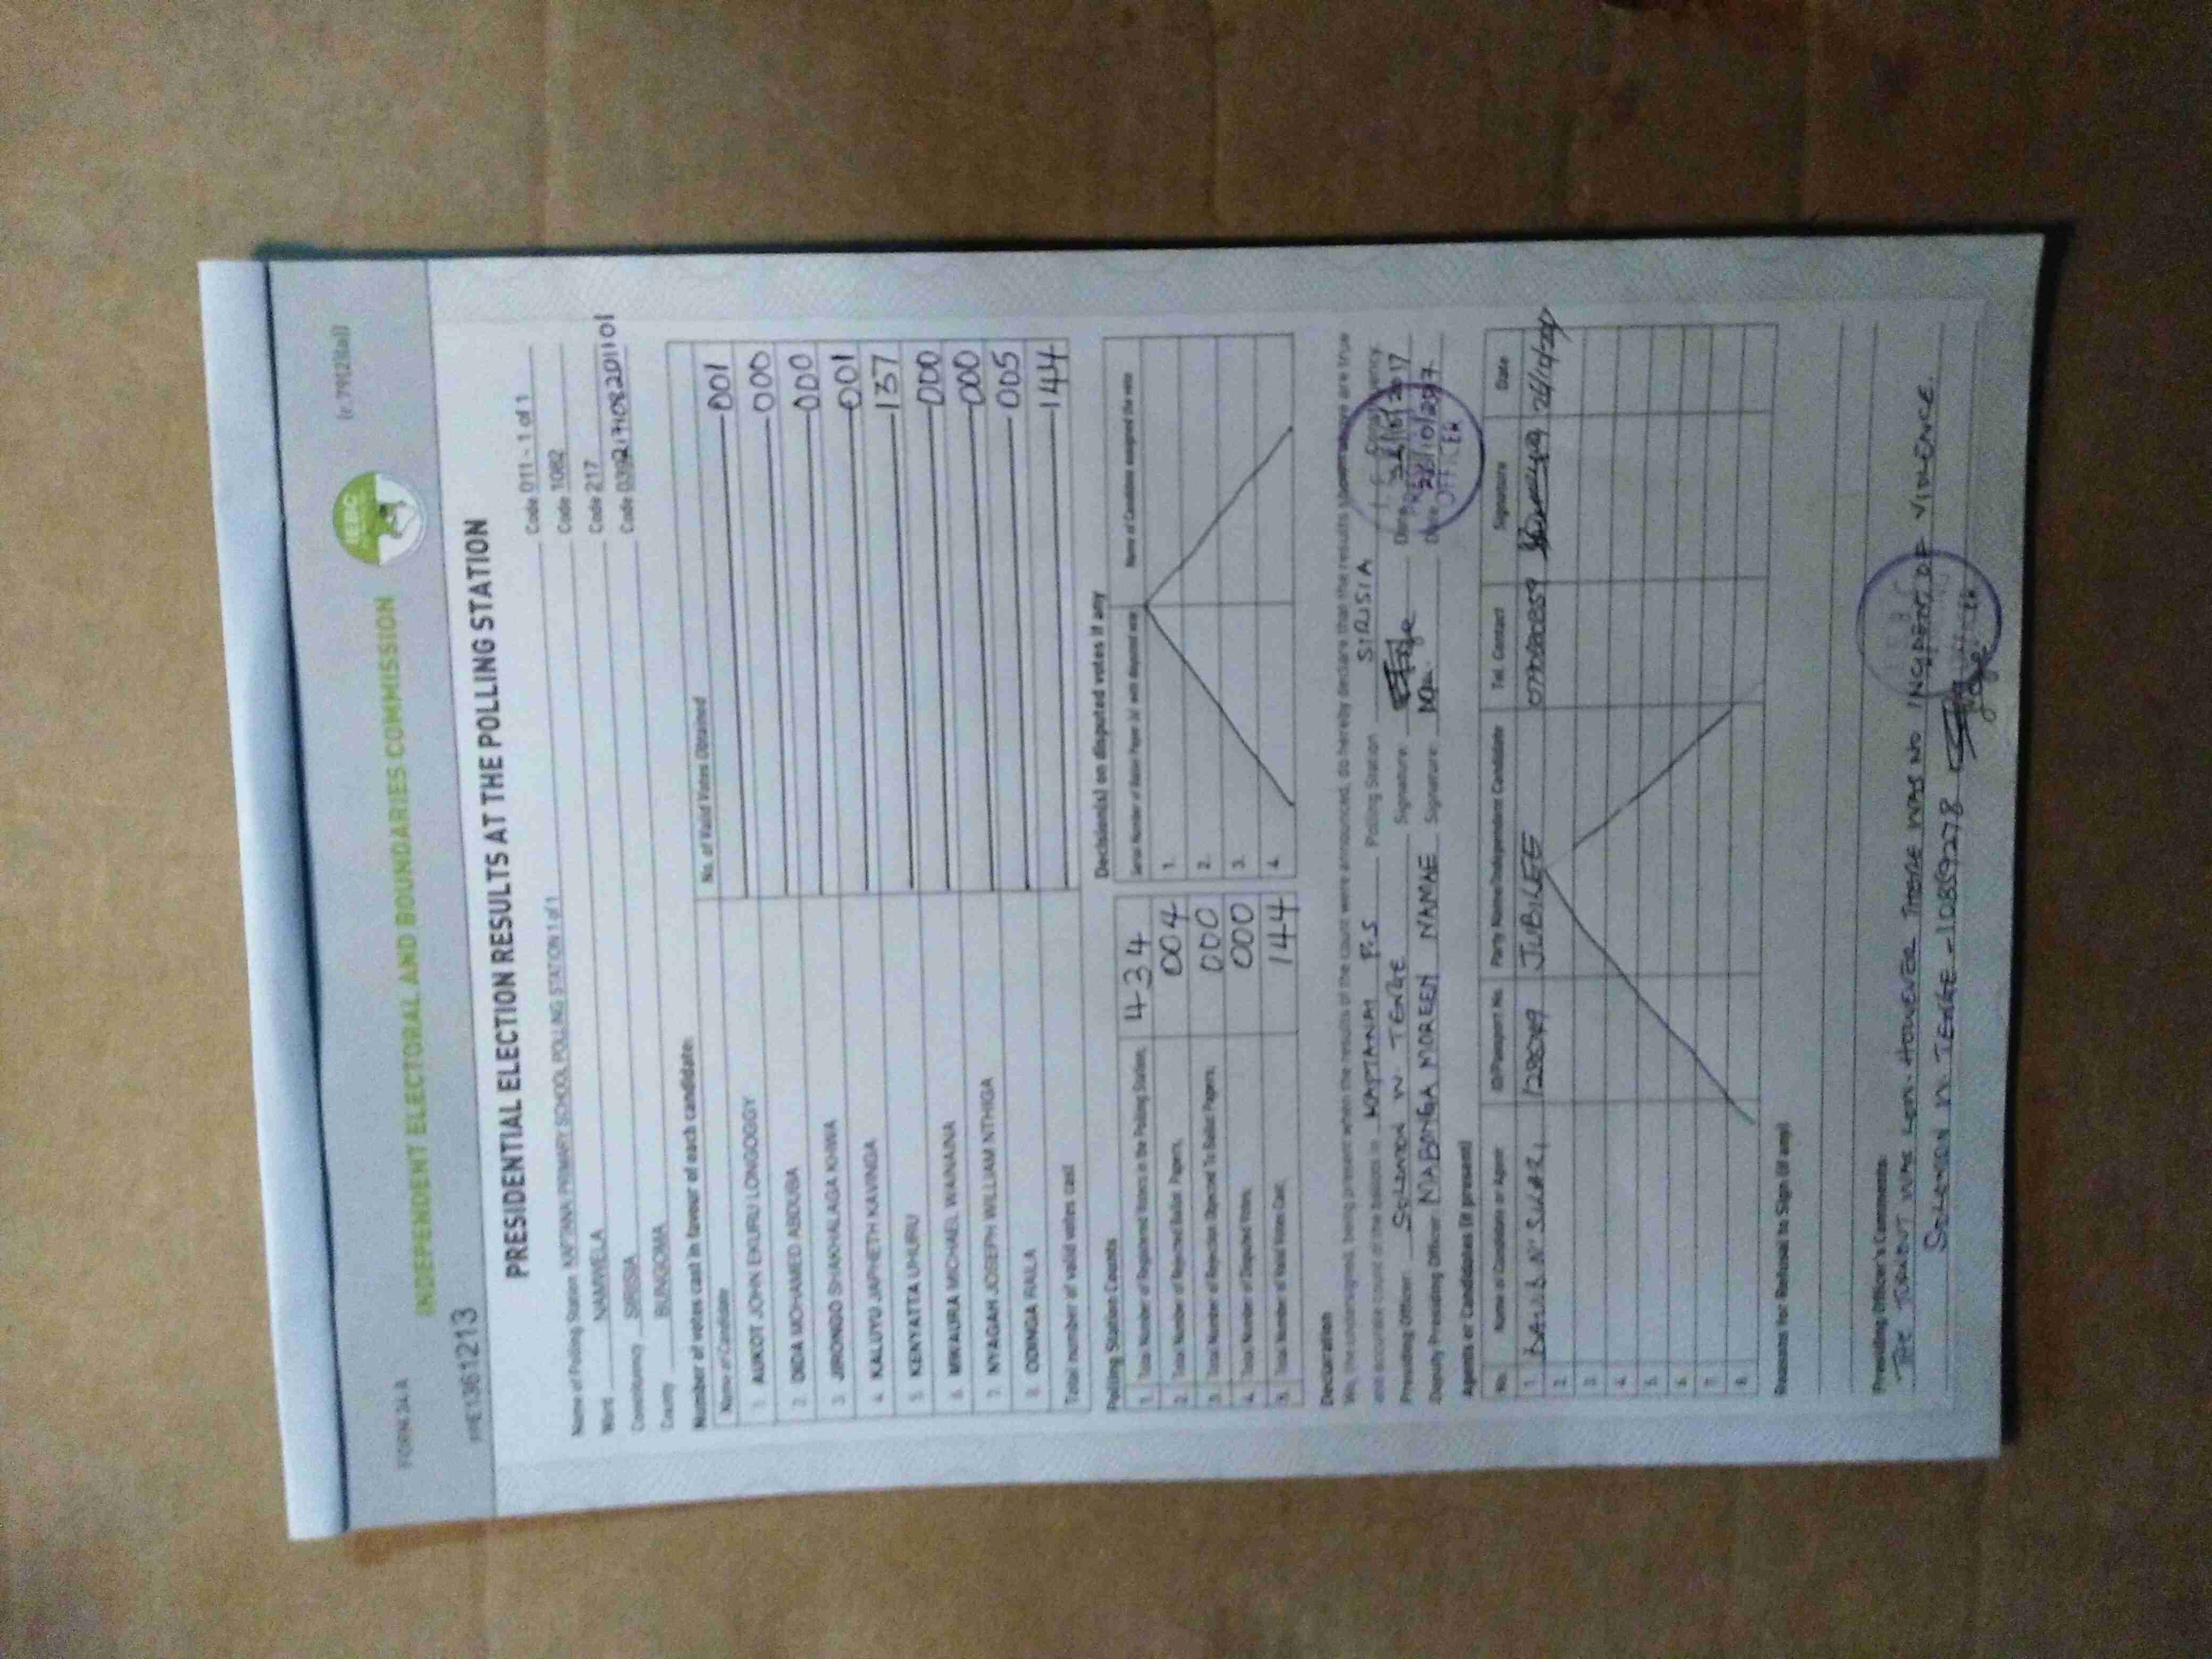 FORM 34 A
(r.79(2)(a))
IEBC
INDEPENDENT ELECTORAL AND BOUNDARIES COMMISSION
PRE1361213
PRESIDENTIAL ELECTION RESULTS AT THE POLLING STATION
Name of Polling Station KAPTANAI PRIMARY SCHOOL POLLING STATION 1 of 1 Code 011 - 1 of 1
Ward NAMWELA Code 1082
Constituency SIRISIA Code 217
County BUNGOMA Code 039217108201101
Number of votes cast in favour of each candidate:
Name of Candidate No. of Valid Votes Obtained
1. AUKOT JOHN EKURU LONGOGGY 001
2. DIDA MOHAMED ABDUBA 000
3. JIRONGO SHAKHALAGA KHWA 000
4. KALUYU JAPHETH KAVINGA 001
5. KENYATTA UHURU 137
6. MWAURA MICHAEL WAINAINA 000
7. NYAGAH JOSEPH WILLIAM NTHIGA 000
8. ODINGA RAILA 005
Total number of valid votes cast 144
Polling Station Counts
1. Total Number of Registered Voters in the Polling Station. 434
2. Total Number of Rejected Ballot Papers. 004
3. Total Number of Rejection Objected To Ballot Papers. 000
4. Total Number of Disputed Votes. 000
5. Total Number of Valid Votes Cast. 144
Decision(s) on disputed votes if any
Serial Number of Ballot Paper (s) with disputed vote Name of Candidate assigned the vote
1.
2.
3.
4.
Declaration
We, the undersigned, being present when the results of the count were announced, do hereby declare that the results shown above are true
and accurate count of the ballots in KAPTANAI P.S Polling Station SIRISIA Constituency.
Presiding Officer: SOLOMON N TENGE Signature: Date: 26/10/2017
Deputy Presiding Officer: NABONGA MOREEN NAMAE Signature: Date: 26/10/2017
OFFICER
Agents or Candidates (if present)
No. Name of Candidate or Agent ID/Passport No. Party Name/Independent Candidate Tel. Contact Signature Date
1. JUBILEE
2.
3.
4.
5.
6.
7.
8.
Reasons for Refusal to Sign (if any)
Presiding Officer's Comments:
THE TURNOUT WAS LOW. HOWEVER THERE WAS NO INCIDENT OF VIOLENCE.
SOLOMON N TENGE - 10859278